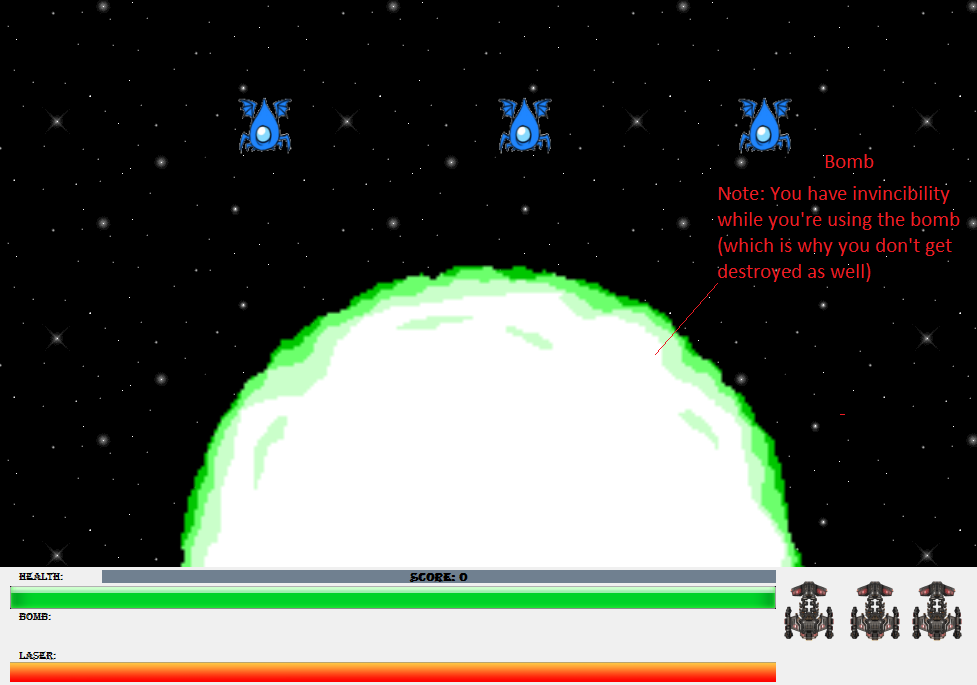 Bomb
Note: You have invincibility
while you're using the bomb
(which is why you don't get
destroyed as well)
HEALTH:
SCORE: 0
BOMB:
LASER: